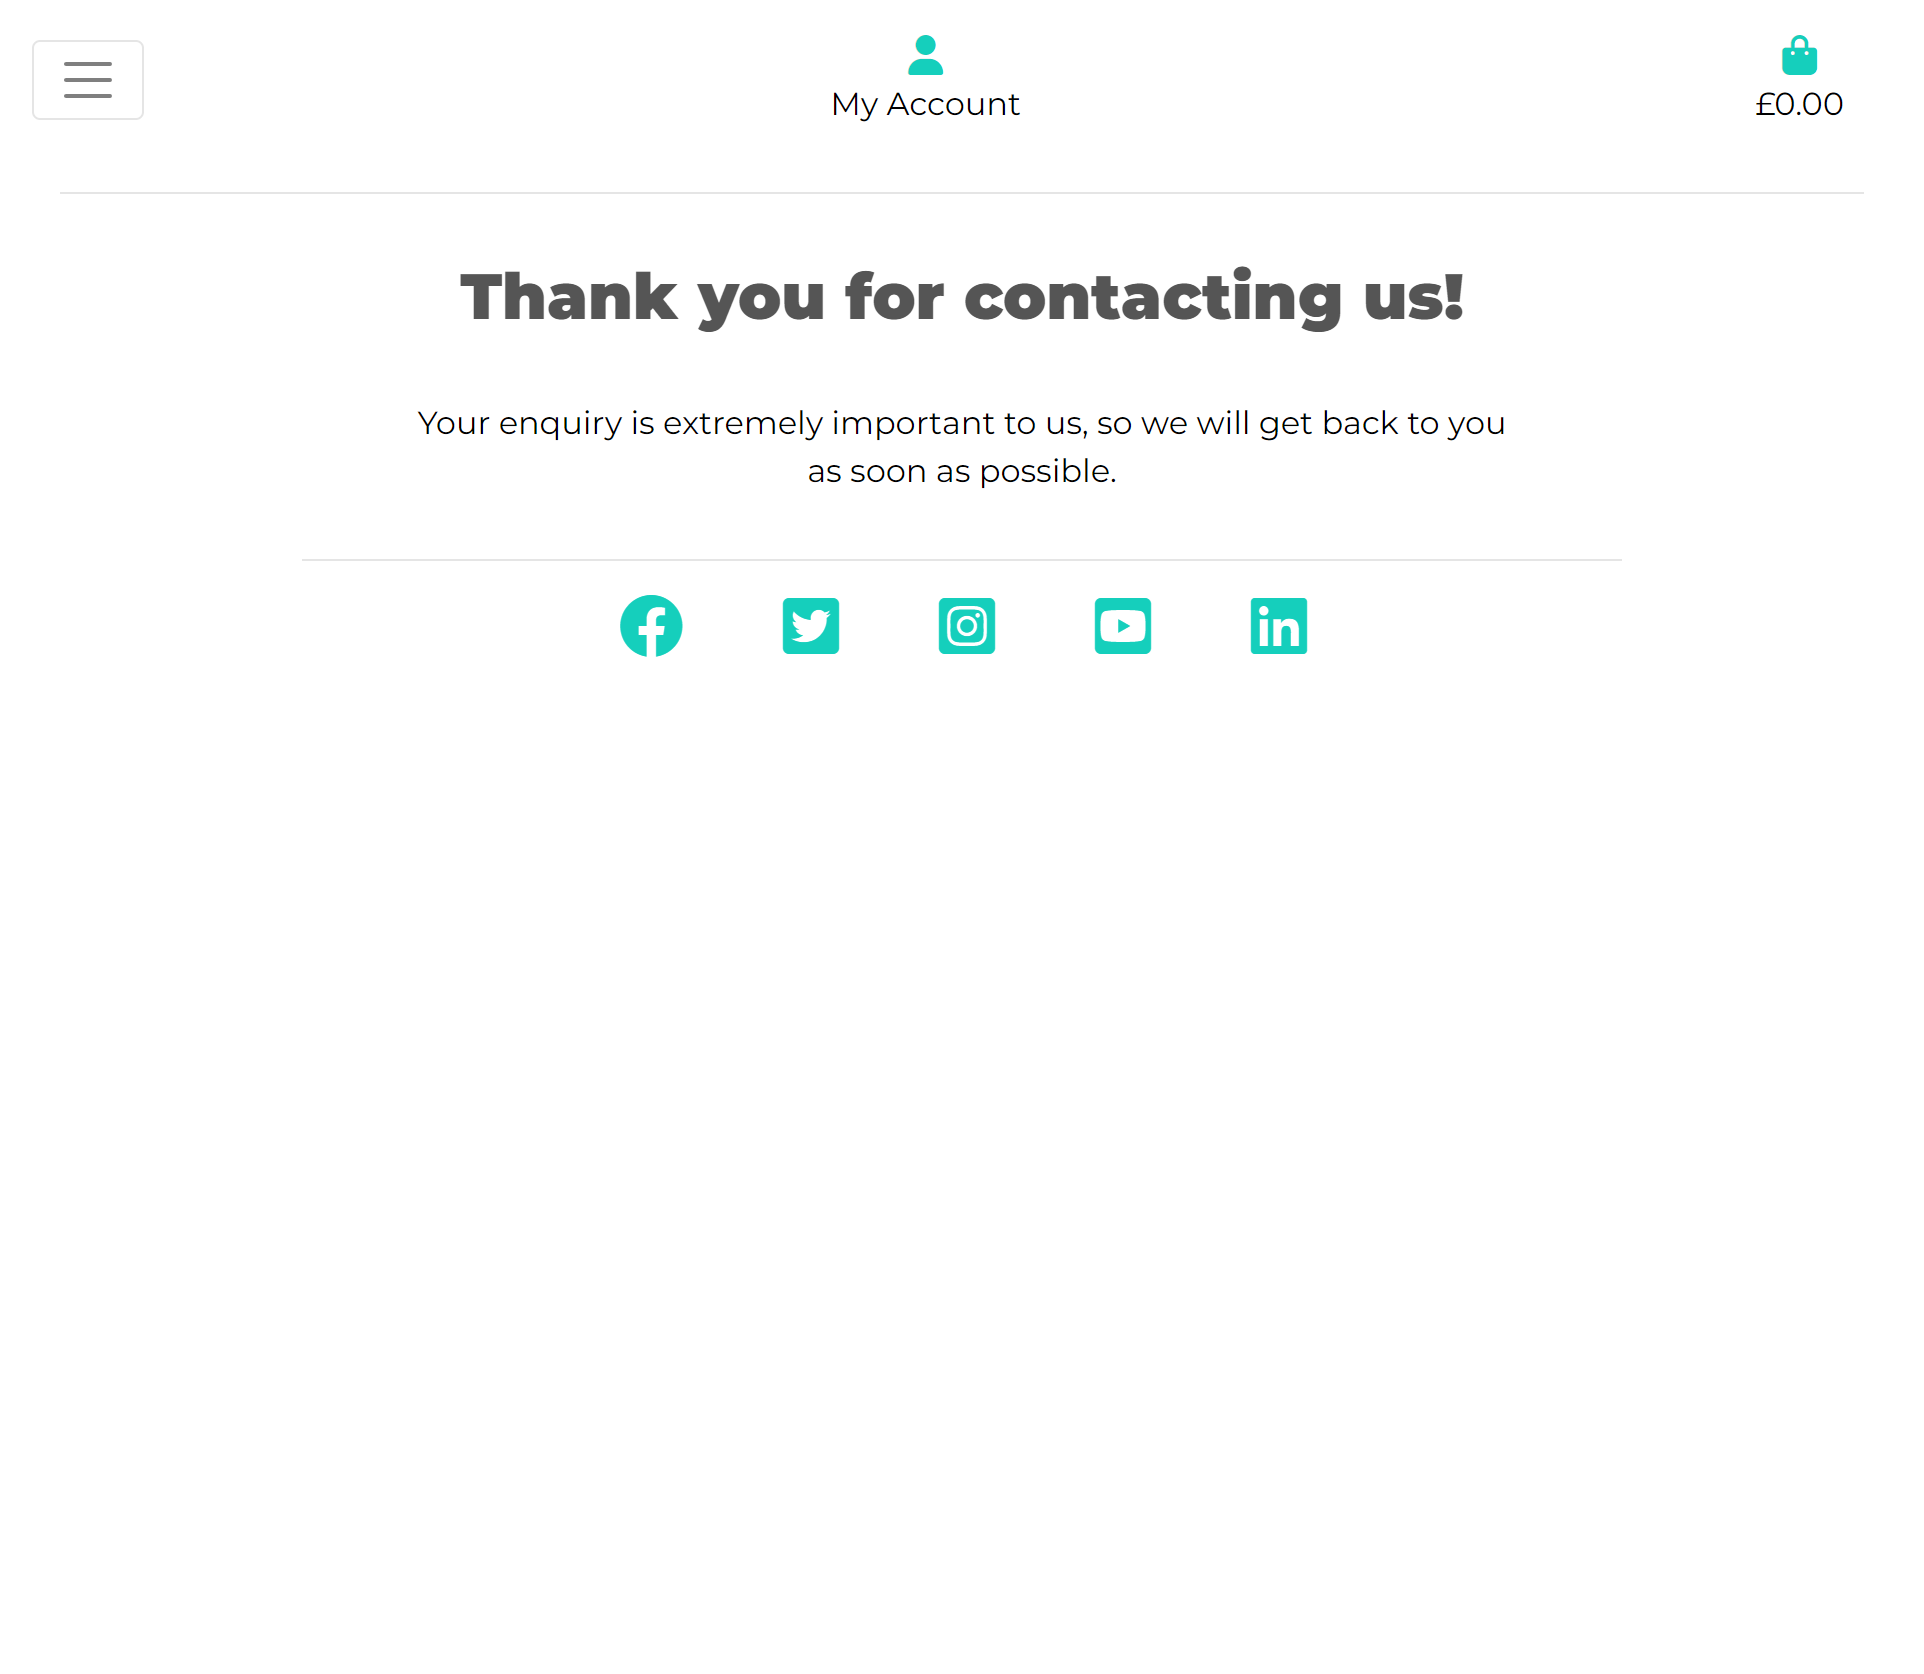 My Account
£0.00
Thank you for contacting us!
Your enquiry is extremely important to us, so we will get back to you
as soon as possible.